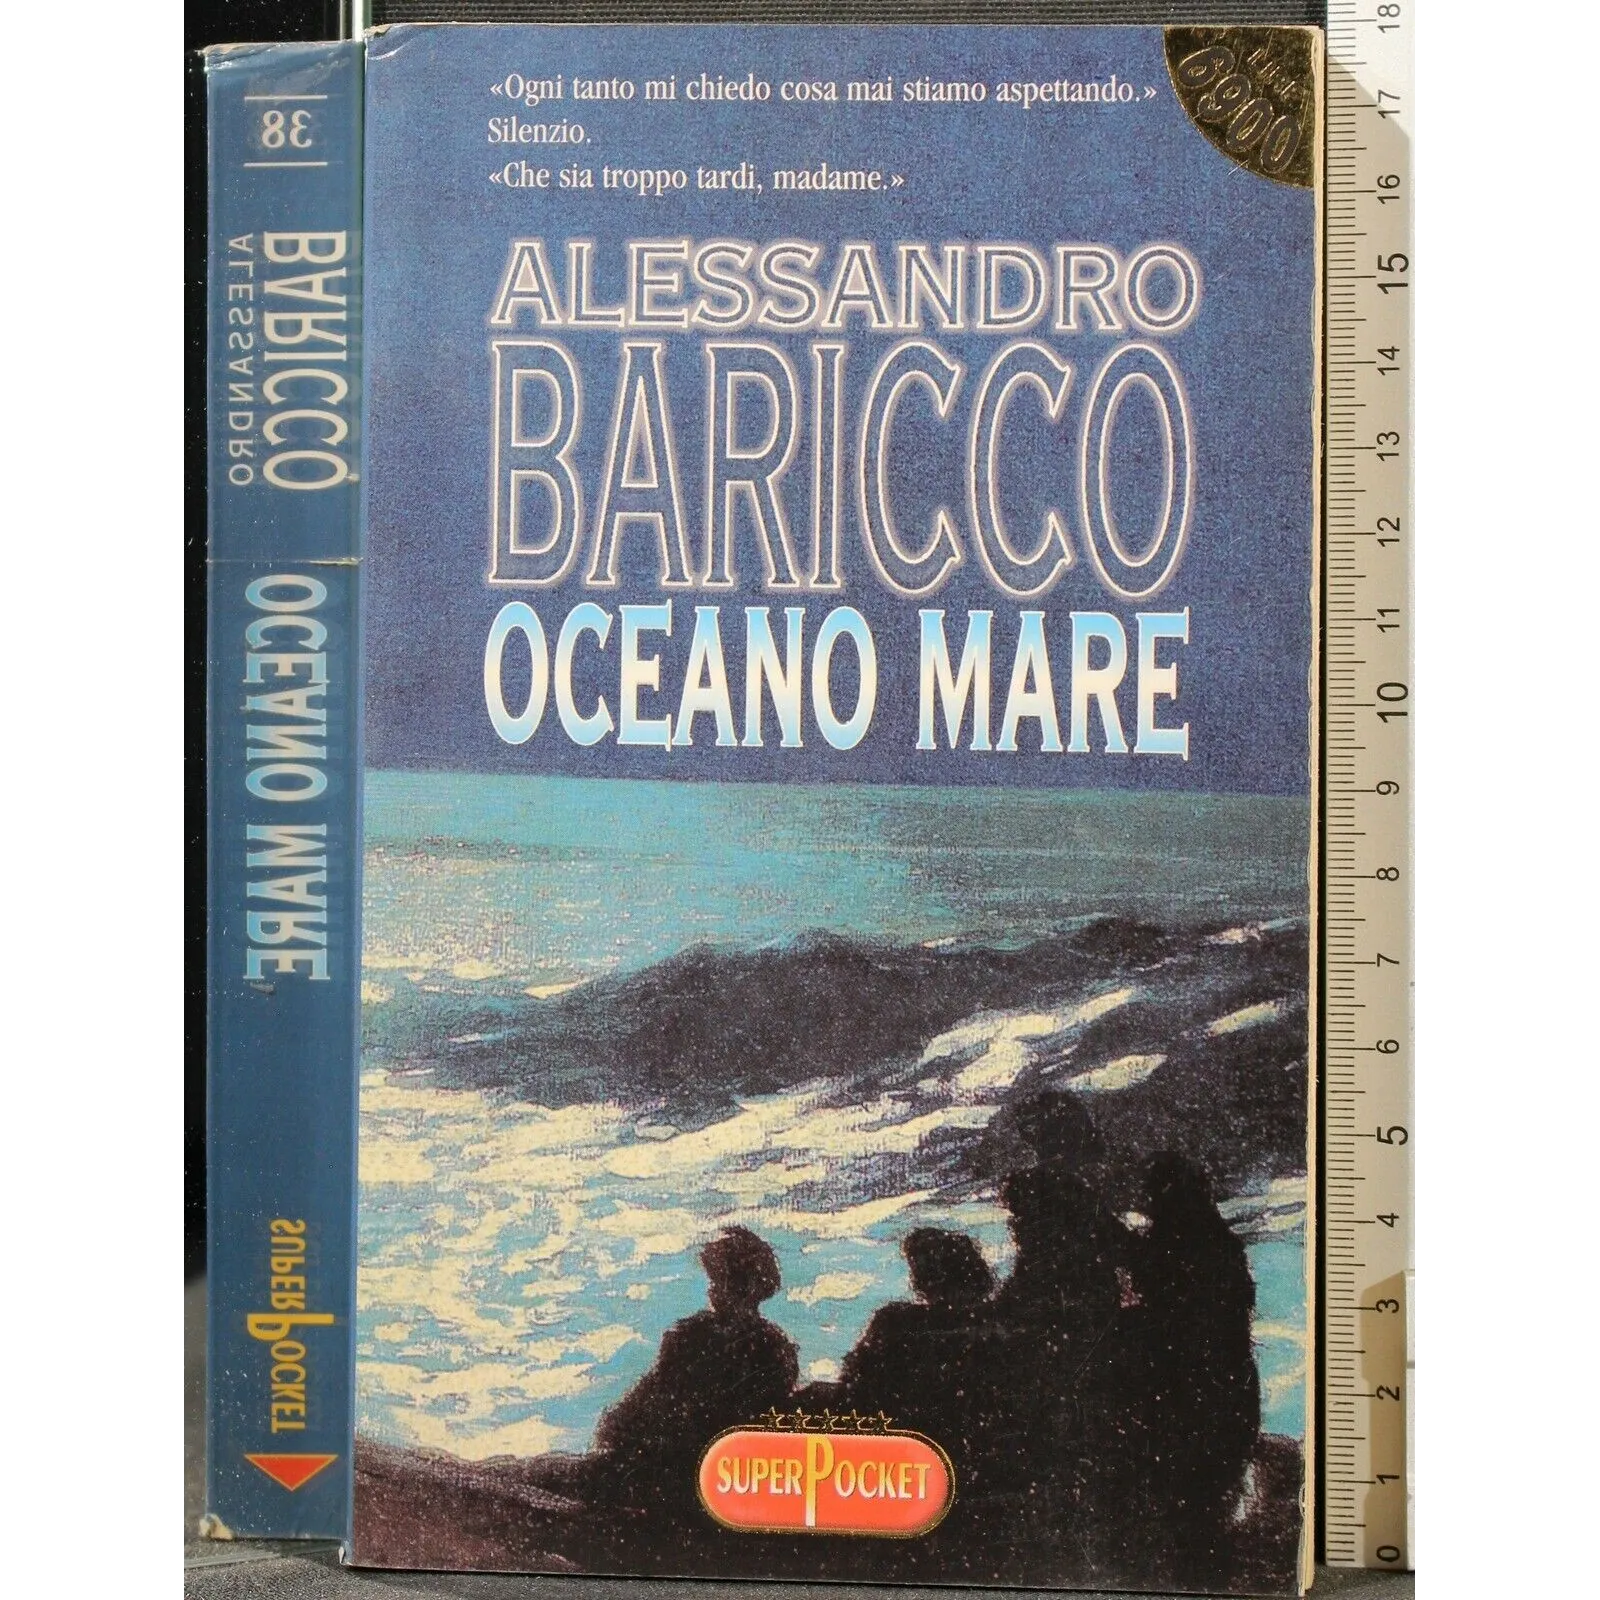 «Ogni tanto mi chiedo cosa mai stiamo aspettando.»
Silenzio.
«Che sia troppo tardi, madame.»
Lire
6900
ALESSANDRO
BARICCO
OCEANO MARE
SUPERPOCKET
38
ALESSANDRO
BARICCO
OCEANO MARE
SUPERPOCKET
18
17
16
15
14
13
12
11
10
9
8
7
6
5
4
3
2
1
0